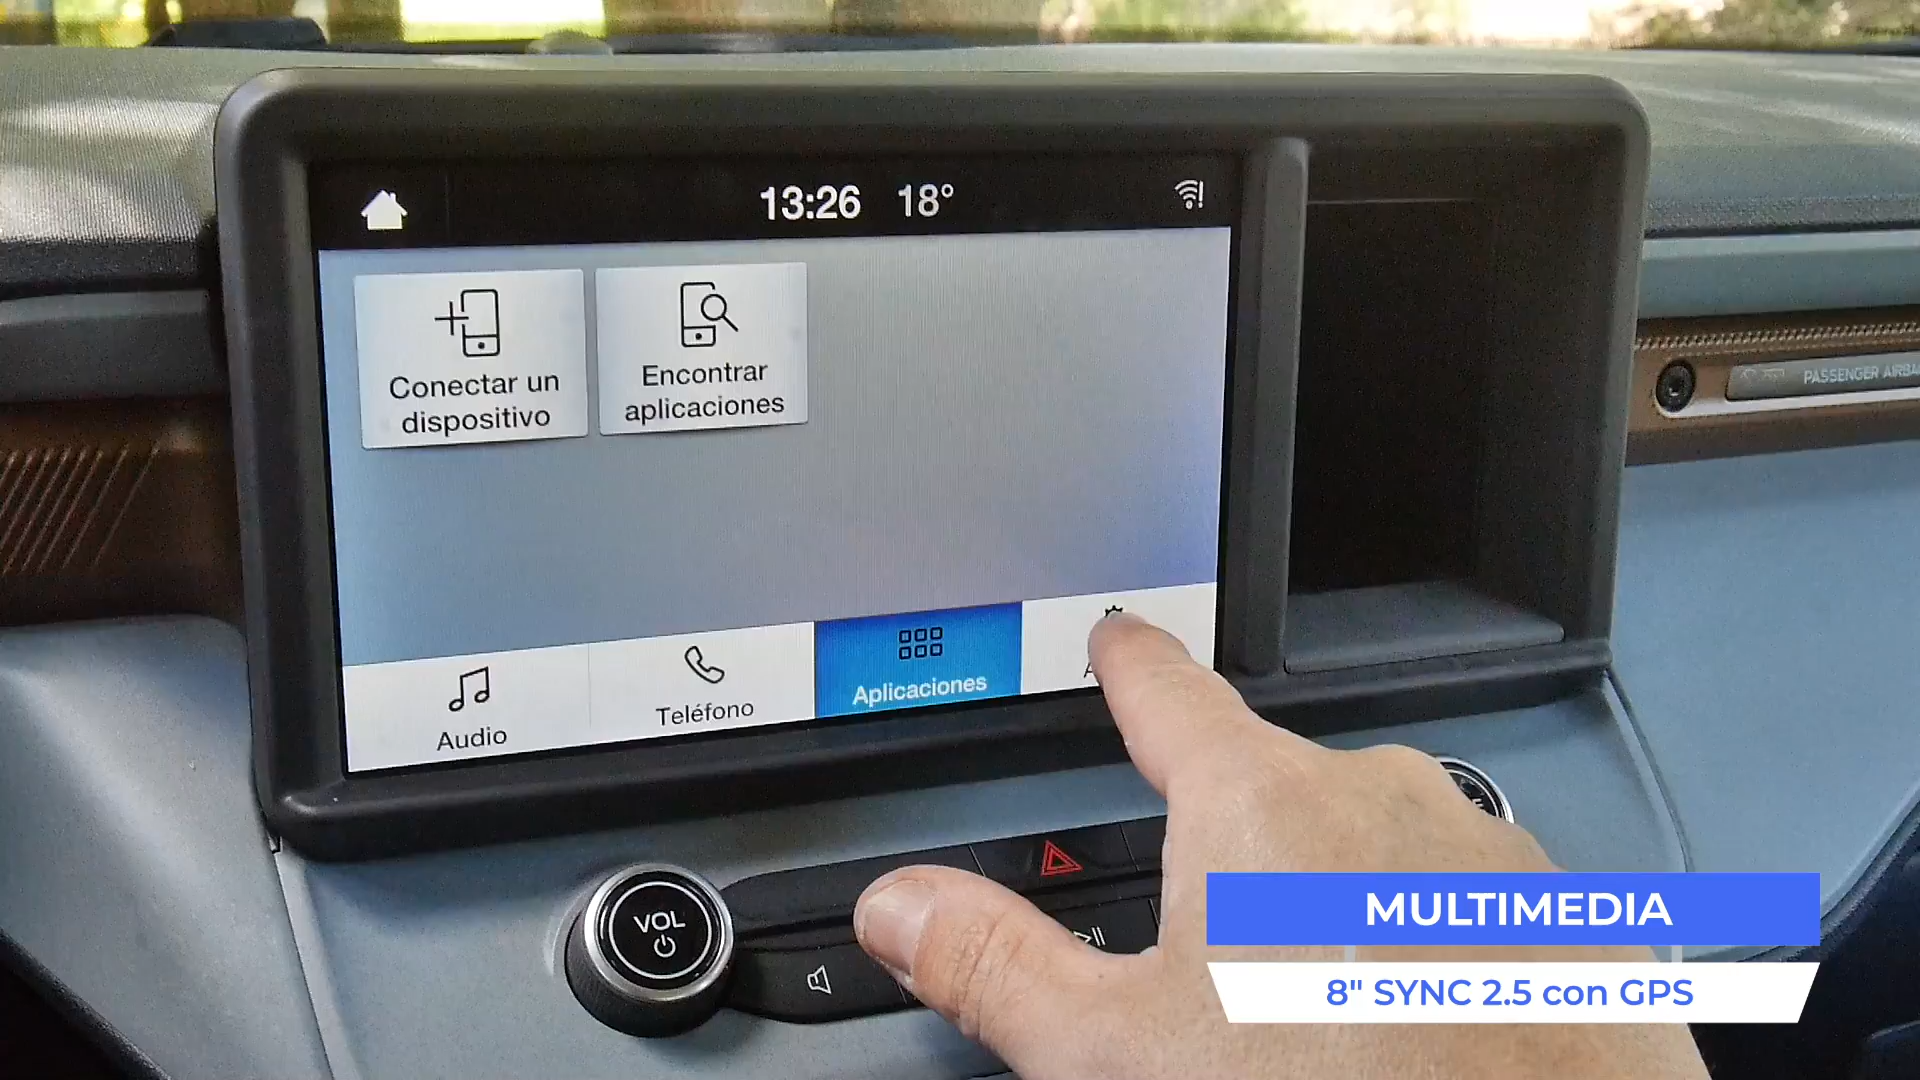 13:26 18°
Conectar un
dispositivo
Encontrar
aplicaciones
Audio
Teléfono
Aplicaciones
PASSENGER
VOL
MULTIMEDIA
8" SYNC 2.5 con GPS